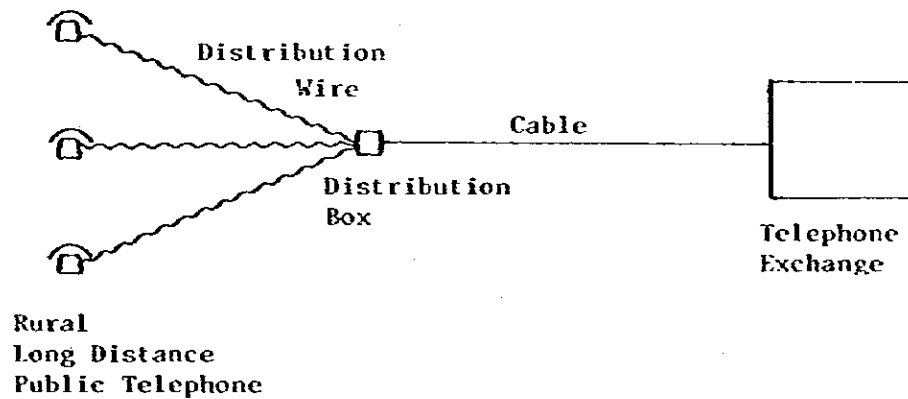 Distribution
Wire
Cable
Distribution
Box
Telephone
Exchange
Rural
Long Distance
Public Telephone